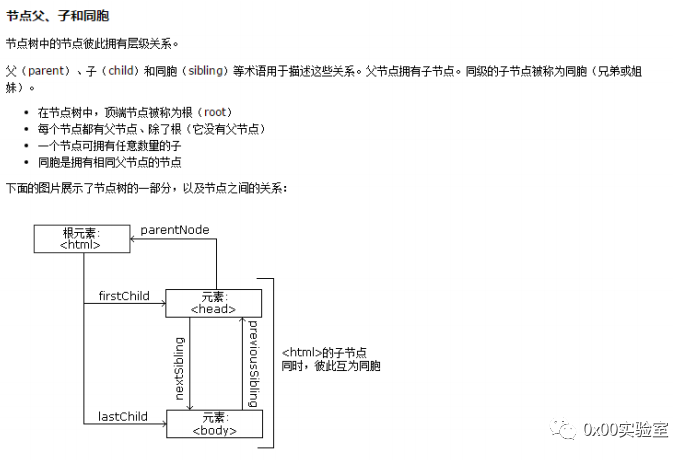 节点父、子和同胞
节点树中的节点彼此拥有层级关系。
父（parent）、子（child）和同胞（sibling）等术语用于描述这些关系。父节点拥有子节点。同级的子节点被称为同胞（兄弟或姐
妹）。
• 在节点树中，顶端节点被称为根（root）
• 每个节点都有父节点、除了根（它没有父节点）
• 一个节点可拥有任意数量的子
• 同胞是拥有相同父节点的节点
下面的图片展示了节点树的一部分，以及节点之间的关系：
根元素：
<html>
parentNode
firstChild
元素：
<head>
nextSibling
previousSibling
<html>的子节点
同时，彼此互为同胞
lastChild
元素：
<body>
0x00实验室